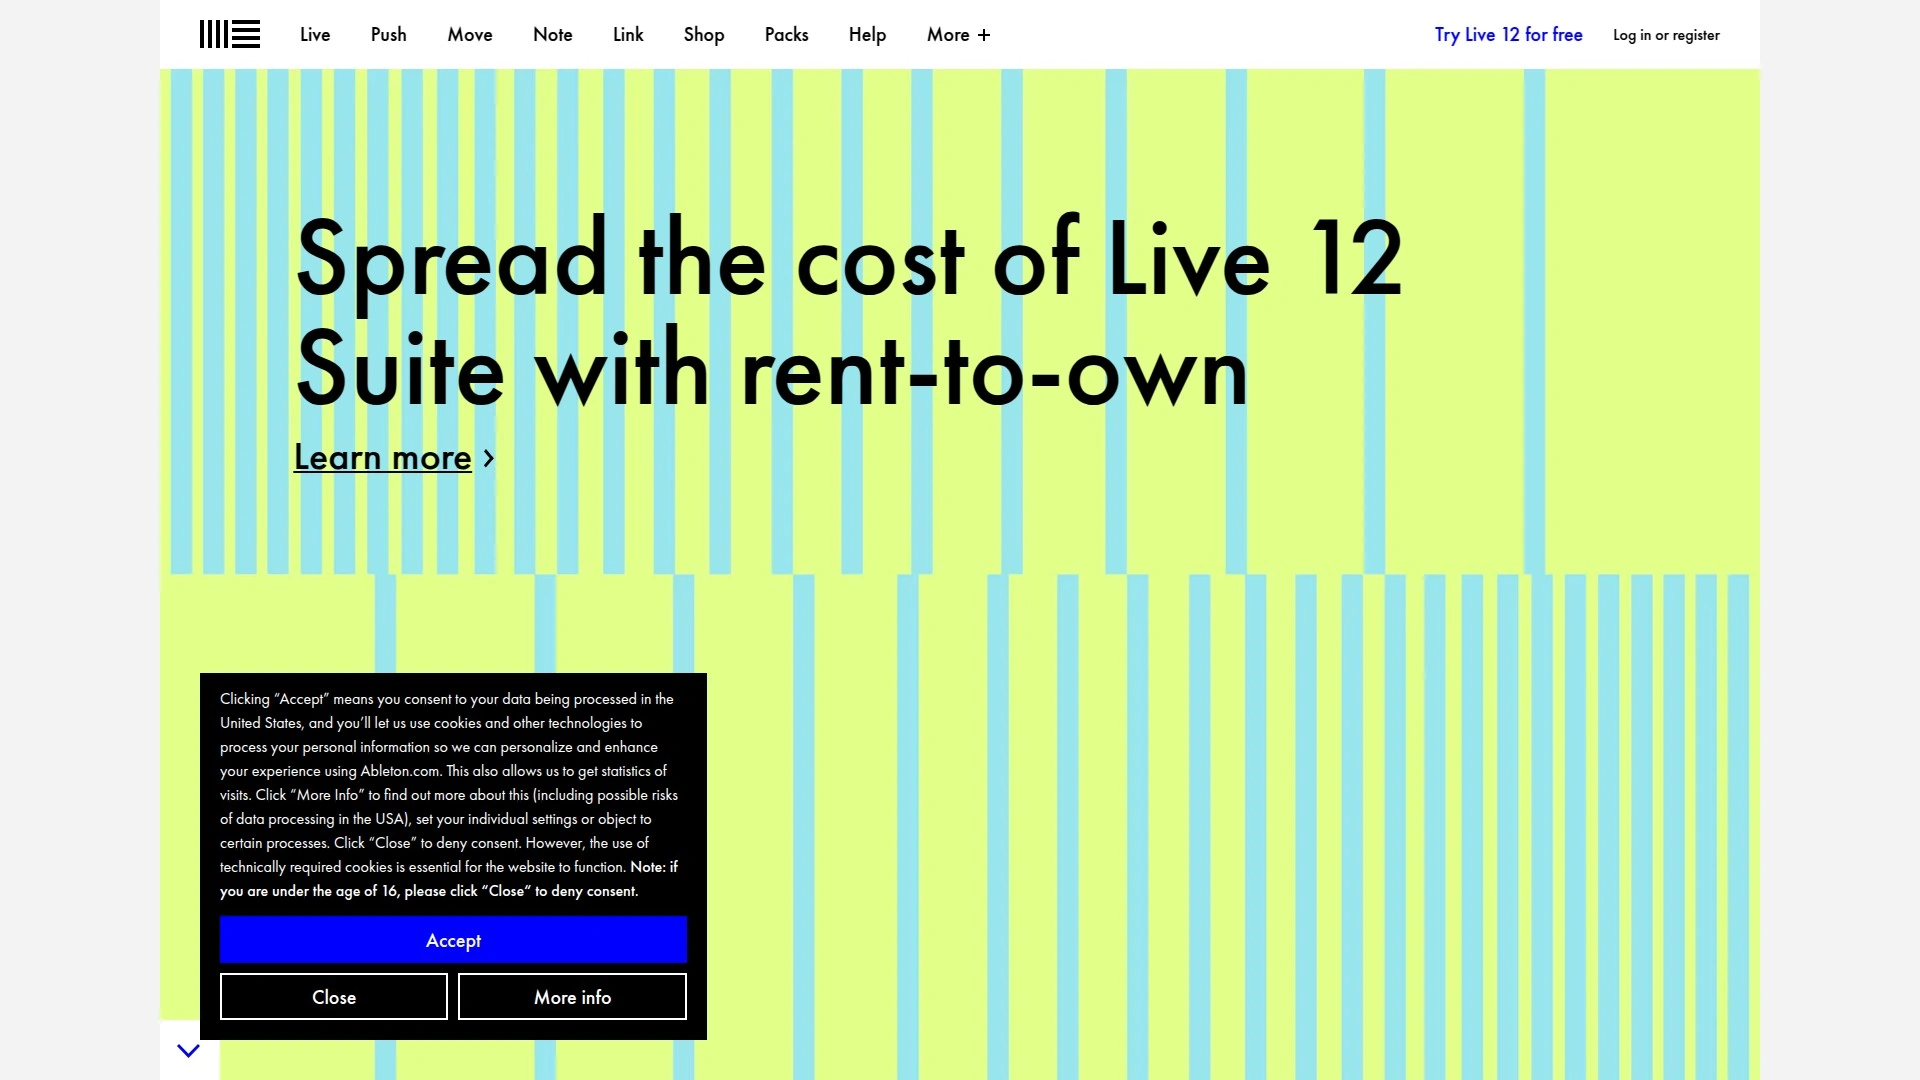 Live Push Move Note Link Shop Packs Help More + Try Live 12 for free Log in or register
Spread the cost of Live 12
Suite with rent-to-own
Learn more ›
Clicking “Accept” means you consent to your data being processed in the
United States, and you’ll let us use cookies and other technologies to
process your personal information so we can personalize and enhance
your experience using Ableton.com. This also allows us to get statistics of
visits. Click “More Info” to find out more about this (including possible risks
of data processing in the USA), set your individual settings or object to
certain processes. Click “Close” to deny consent. However, the use of
technically required cookies is essential for the website to function. Note: if
you are under the age of 16, please click “Close“ to deny consent.
Accept
Close More info